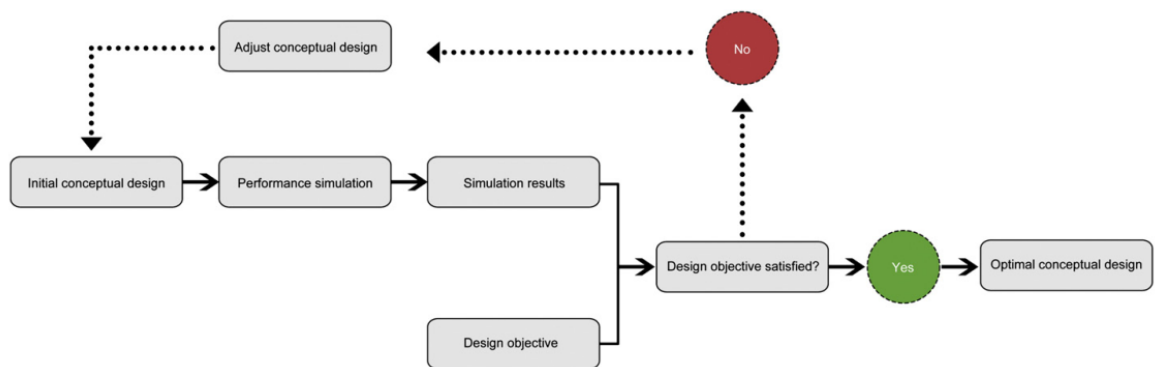 Adjust conceptual design
No
Initial conceptual design
Performance simulation
Simulation results
Design objective satisfied?
Yes
Optimal conceptual design
Design objective